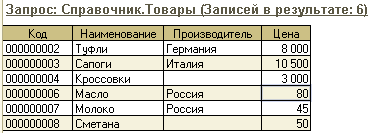 Запрос: Справочник.Товары (Записей в результате: 6)
Код Наименование Производитель Цена
000000002 Туфли Германия 8 000
000000003 Сапоги Италия 10 500
000000004 Кроссовки 3 000
000000006 Масло Россия 80
000000007 Молоко Россия 45
000000008 Сметана 50